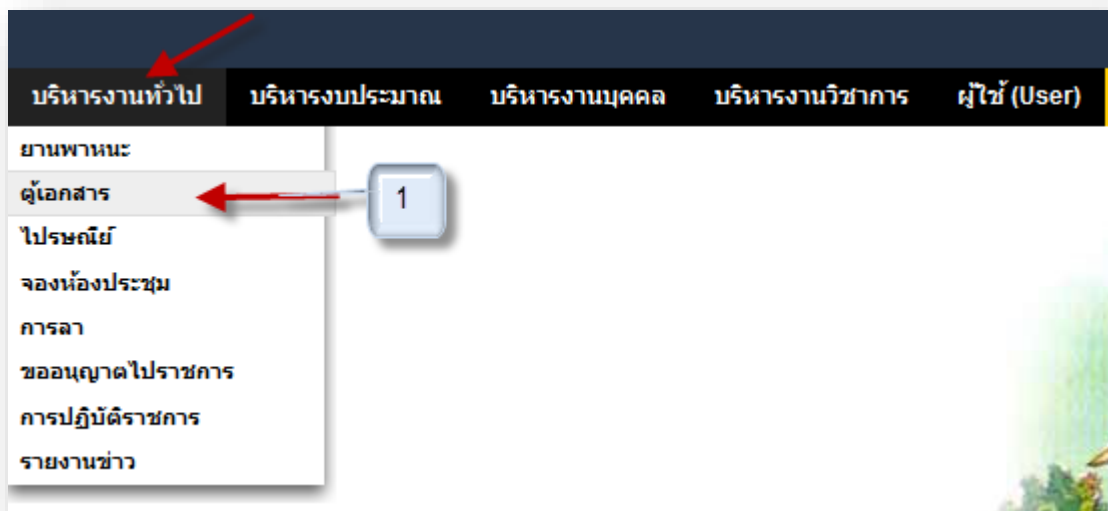 บริหารงานทั่วไป บริหารงบประมาณ บริหารงานบุคคล บริหารงานวิชาการ ผู้ใช้ (User)
ยานพาหนะ
ตู้เอกสาร
1
ไปรษณีย์
จองห้องประชุม
การลา
ขออนุญาตไปราชการ
การปฏิบัติราชการ
รายงานข่าว